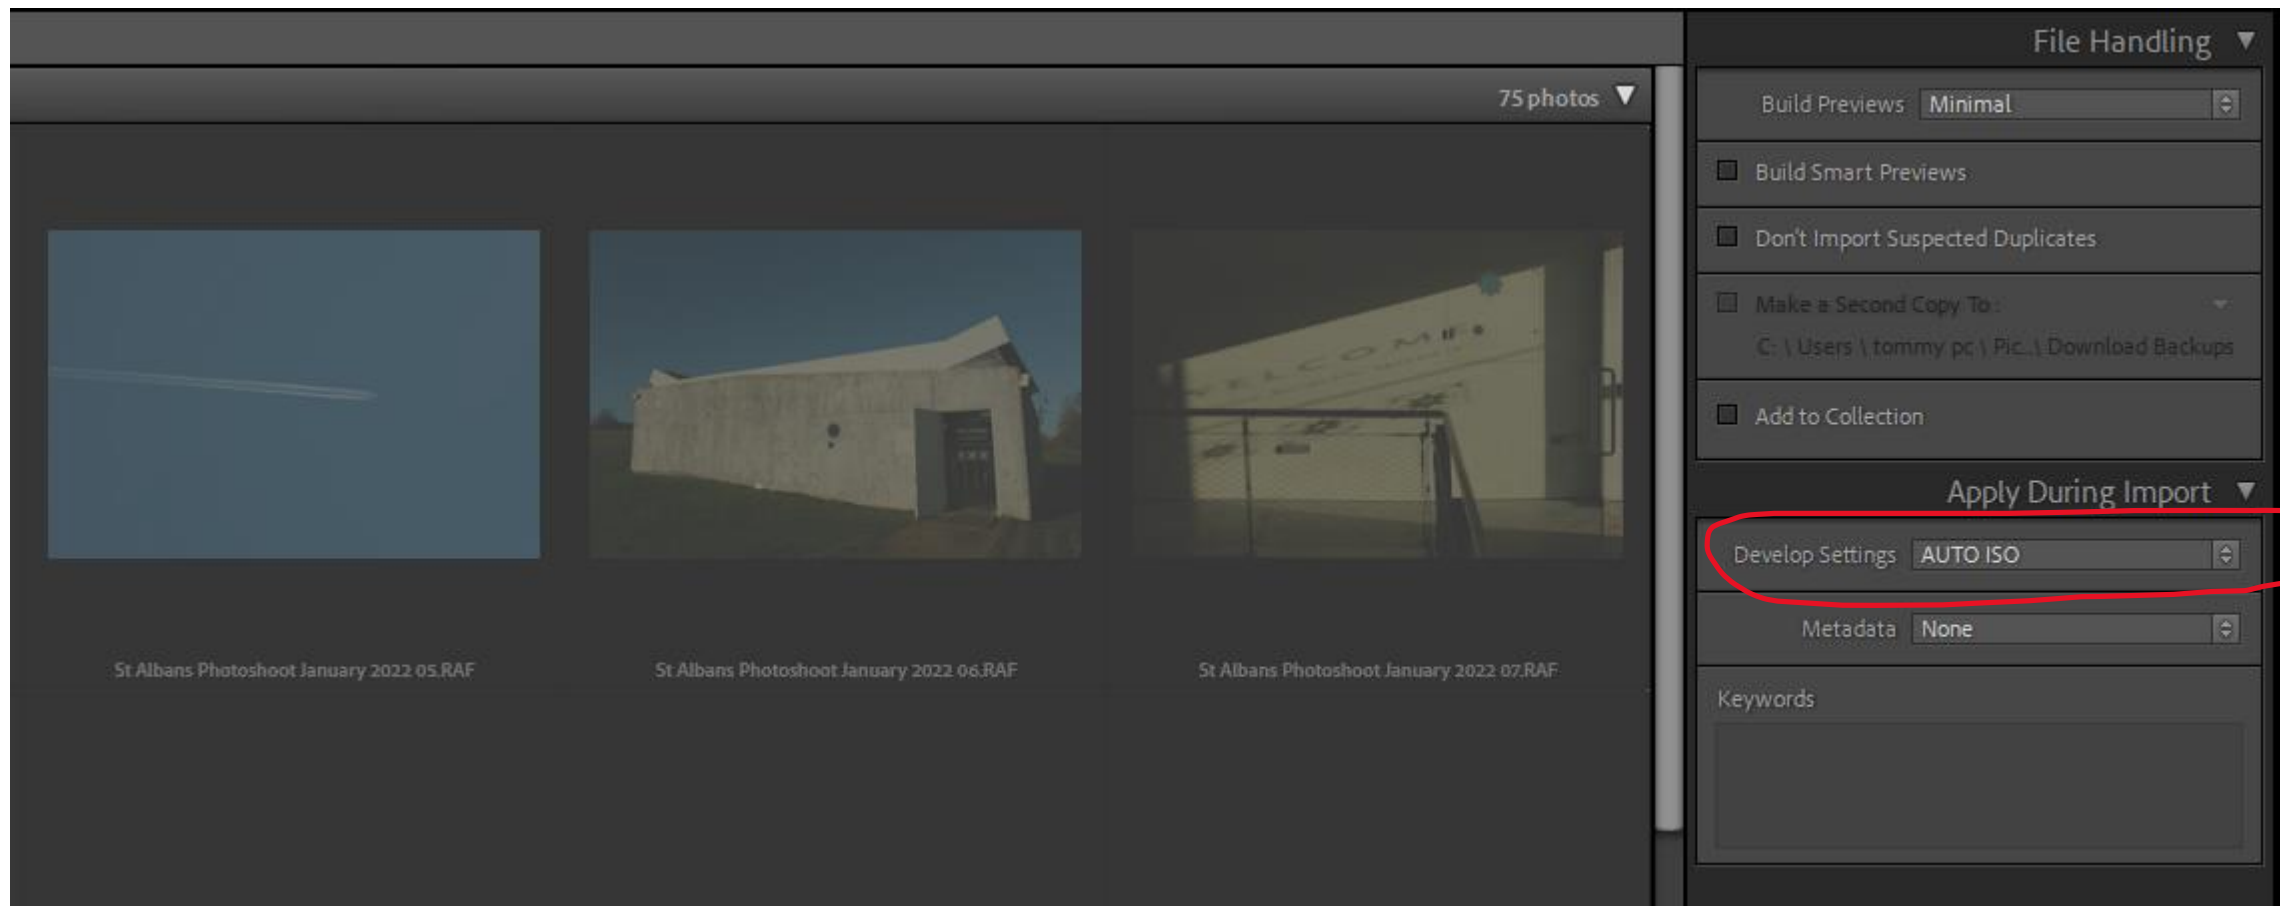 File Handling
75 photos
Build Previews Minimal
Build Smart Previews
Don't Import Suspected Duplicates
Make a Second Copy To :
C: \ Users \ tommy pc \ Pic...\ Download Backups
Add to Collection
Apply During Import
Develop Settings AUTO ISO
Metadata None
Keywords
WELCOME
St Albans Photoshoot January 2022 05.RAF
St Albans Photoshoot January 2022 06.RAF
St Albans Photoshoot January 2022 07.RAF